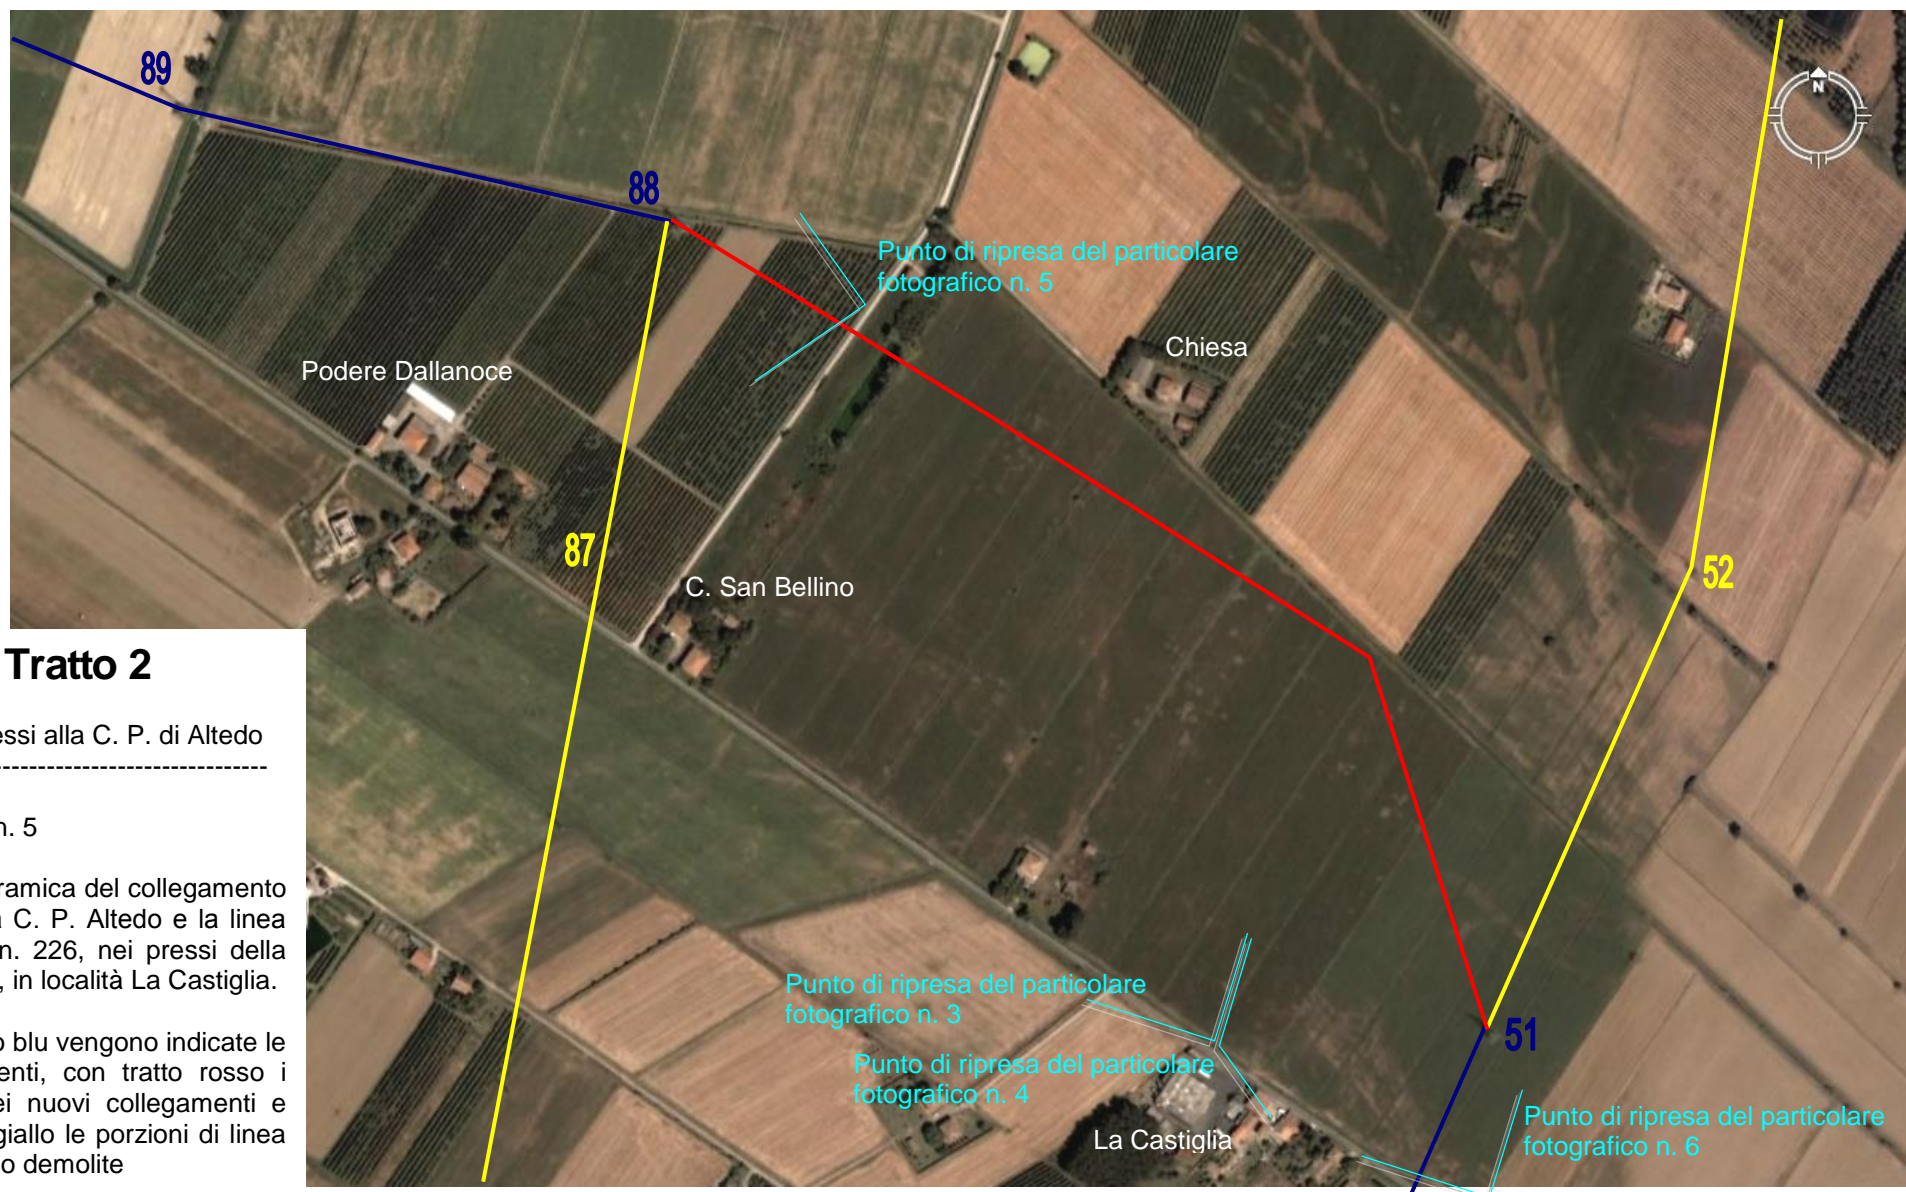 89
N
88
Punto di ripresa del particolare
fotografico n. 5
Chiesa
Podere Dallanoce
87
52
C. San Bellino
Tratto 2
essi alla C. P. di Altedo
------------------------------
n. 5
ramica del collegamento
a C. P. Altedo e la linea
n. 226, nei pressi della
, in località La Castiglia.
o blu vengono indicate le
enti, con tratto rosso i
ei nuovi collegamenti e
giallo le porzioni di linea
o demolite
Punto di ripresa del particolare
fotografico n. 3
51
Punto di ripresa del particolare
fotografico n. 4
La Castiglia
Punto di ripresa del particolare
fotografico n. 6